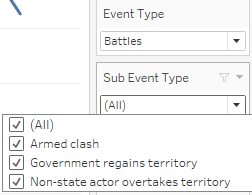 Event Type
Battles
Sub Event Type
(All)
(All)
Armed clash
Government regains territory
Non-state actor overtakes territory